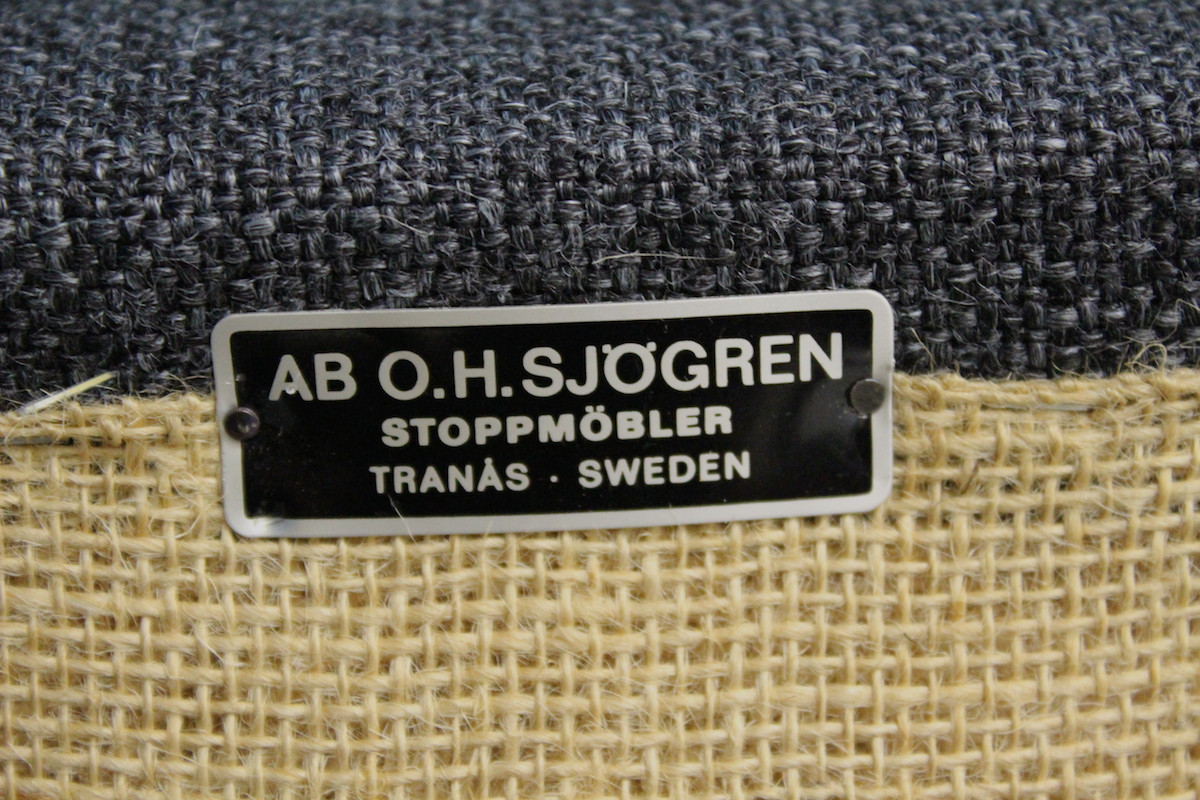 AB O.H. SJÖGREN
STOPPMÖBLER
TRANÅS · SWEDEN